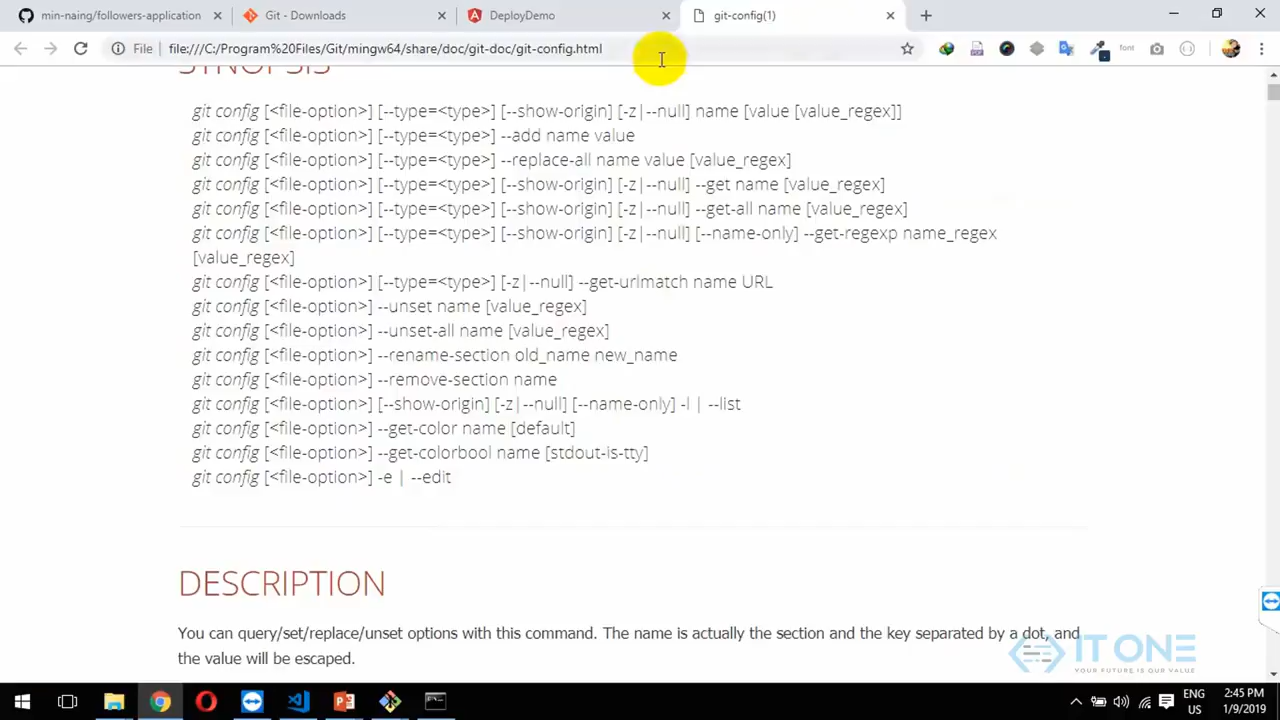 min-naing/followers-application
Git - Downloads
DeployDemo
git-config(1)
File
file:///C:/Program%20Files/Git/mingw64/share/doc/git-doc/git-config.html
SYNOPSIS
git config [<file-option>] [--type=<type>] [--show-origin] [-z|--null] name [value [value_regex]]
git config [<file-option>] [--type=<type>] --add name value
git config [<file-option>] [--type=<type>] --replace-all name value [value_regex]
git config [<file-option>] [--type=<type>] [--show-origin] [-z|--null] --get name [value_regex]
git config [<file-option>] [--type=<type>] [--show-origin] [-z|--null] --get-all name [value_regex]
git config [<file-option>] [--type=<type>] [--show-origin] [-z|--null] [--name-only] --get-regexp name_regex
[value_regex]
git config [<file-option>] [--type=<type>] [-z|--null] --get-urlmatch name URL
git config [<file-option>] --unset name [value_regex]
git config [<file-option>] --unset-all name [value_regex]
git config [<file-option>] --rename-section old_name new_name
git config [<file-option>] --remove-section name
git config [<file-option>] [--show-origin] [-z|--null] [--name-only] -l | --list
git config [<file-option>] --get-color name [default]
git config [<file-option>] --get-colorbool name [stdout-is-tty]
git config [<file-option>] -e | --edit
DESCRIPTION
You can query/set/replace/unset options with this command. The name is actually the section and the key separated by a dot, and
the value will be escaped.
IT ONE
YOUR FUTURE IS OUR VALUE
ENG
US
2:45 PM
1/9/2019